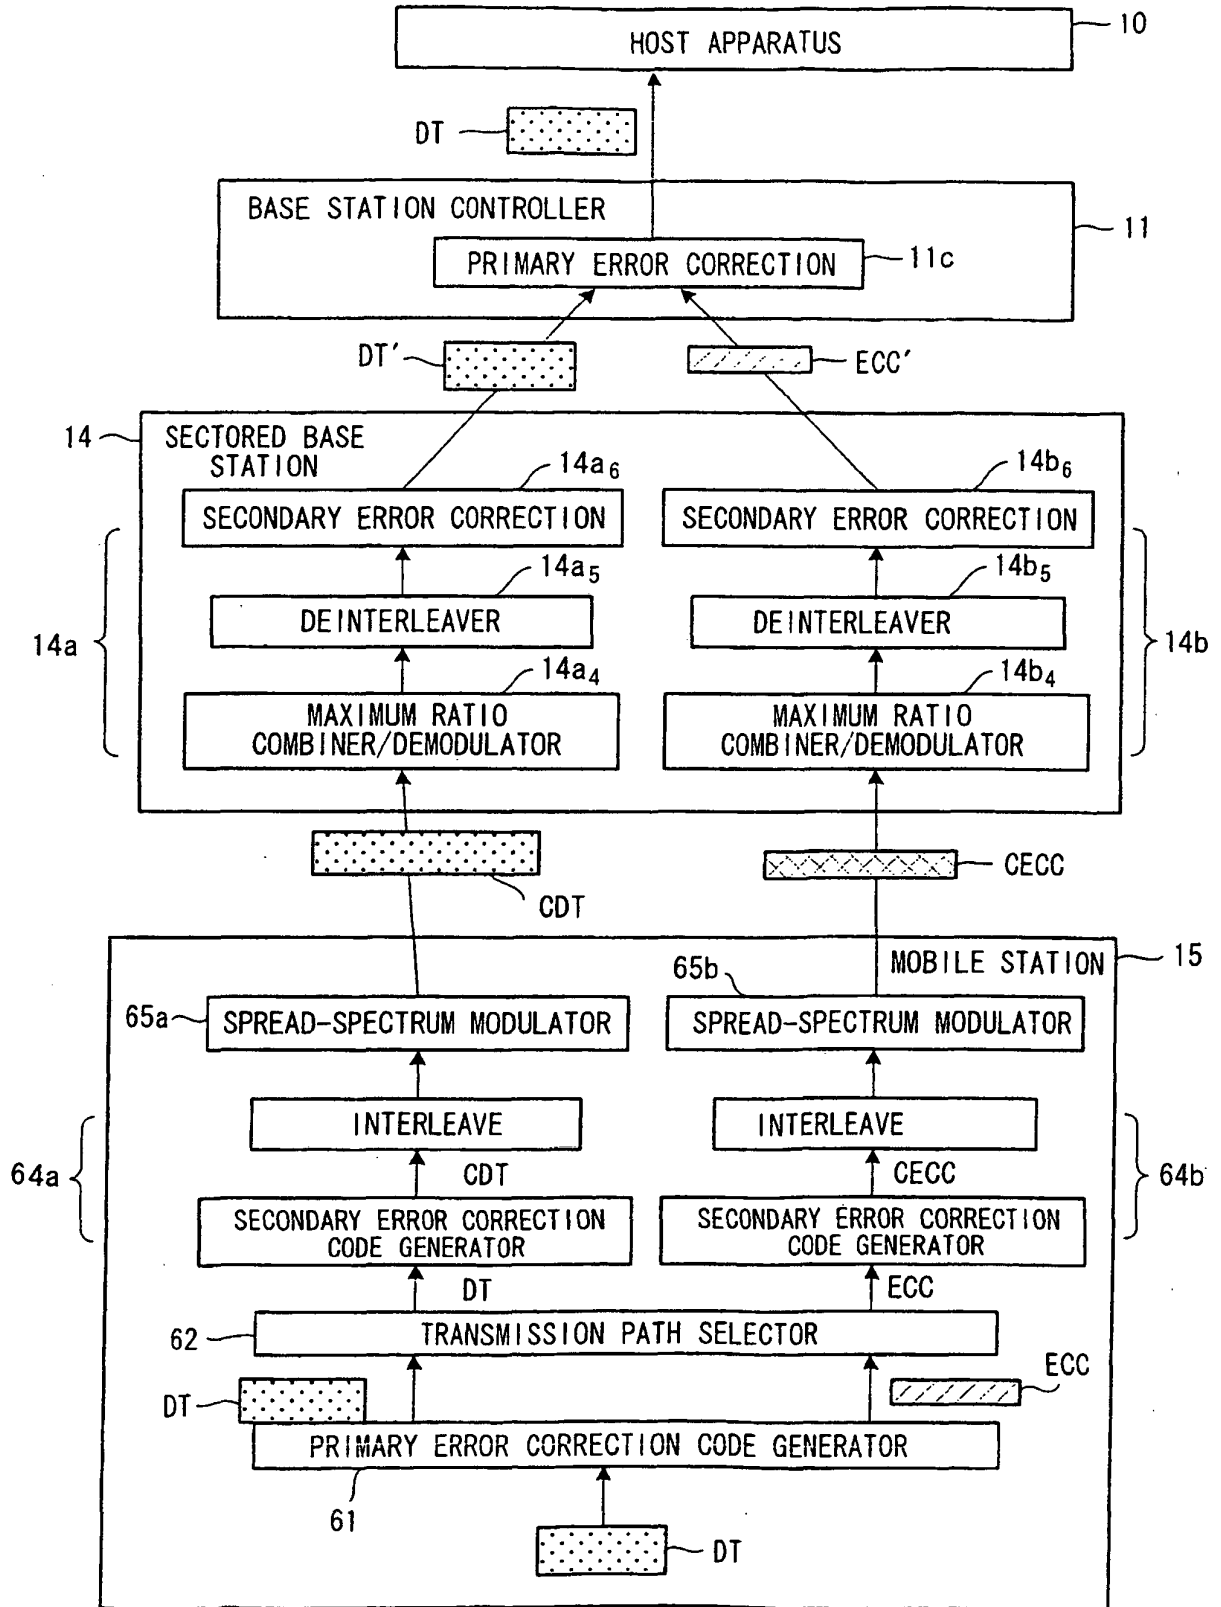 10
HOST APPARATUS
DT
BASE STATION CONTROLLER
11
PRIMARY ERROR CORRECTION
11c
DT′
ECC′
14
SECTORED BASE
STATION
14a6
14b6
SECONDARY ERROR CORRECTION
SECONDARY ERROR CORRECTION
14a5
14b5
DEINTERLEAVER
DEINTERLEAVER
14a
14b
14a4
14b4
MAXIMUM RATIO
COMBINER/DEMODULATOR
MAXIMUM RATIO
COMBINER/DEMODULATOR
CDT
CECC
MOBILE STATION
15
65a
65b
SPREAD-SPECTRUM MODULATOR
SPREAD-SPECTRUM MODULATOR
INTERLEAVE
INTERLEAVE
64a
64b
CDT
CECC
SECONDARY ERROR CORRECTION
CODE GENERATOR
SECONDARY ERROR CORRECTION
CODE GENERATOR
DT
ECC
62
TRANSMISSION PATH SELECTOR
DT
ECC
PRIMARY ERROR CORRECTION CODE GENERATOR
61
DT